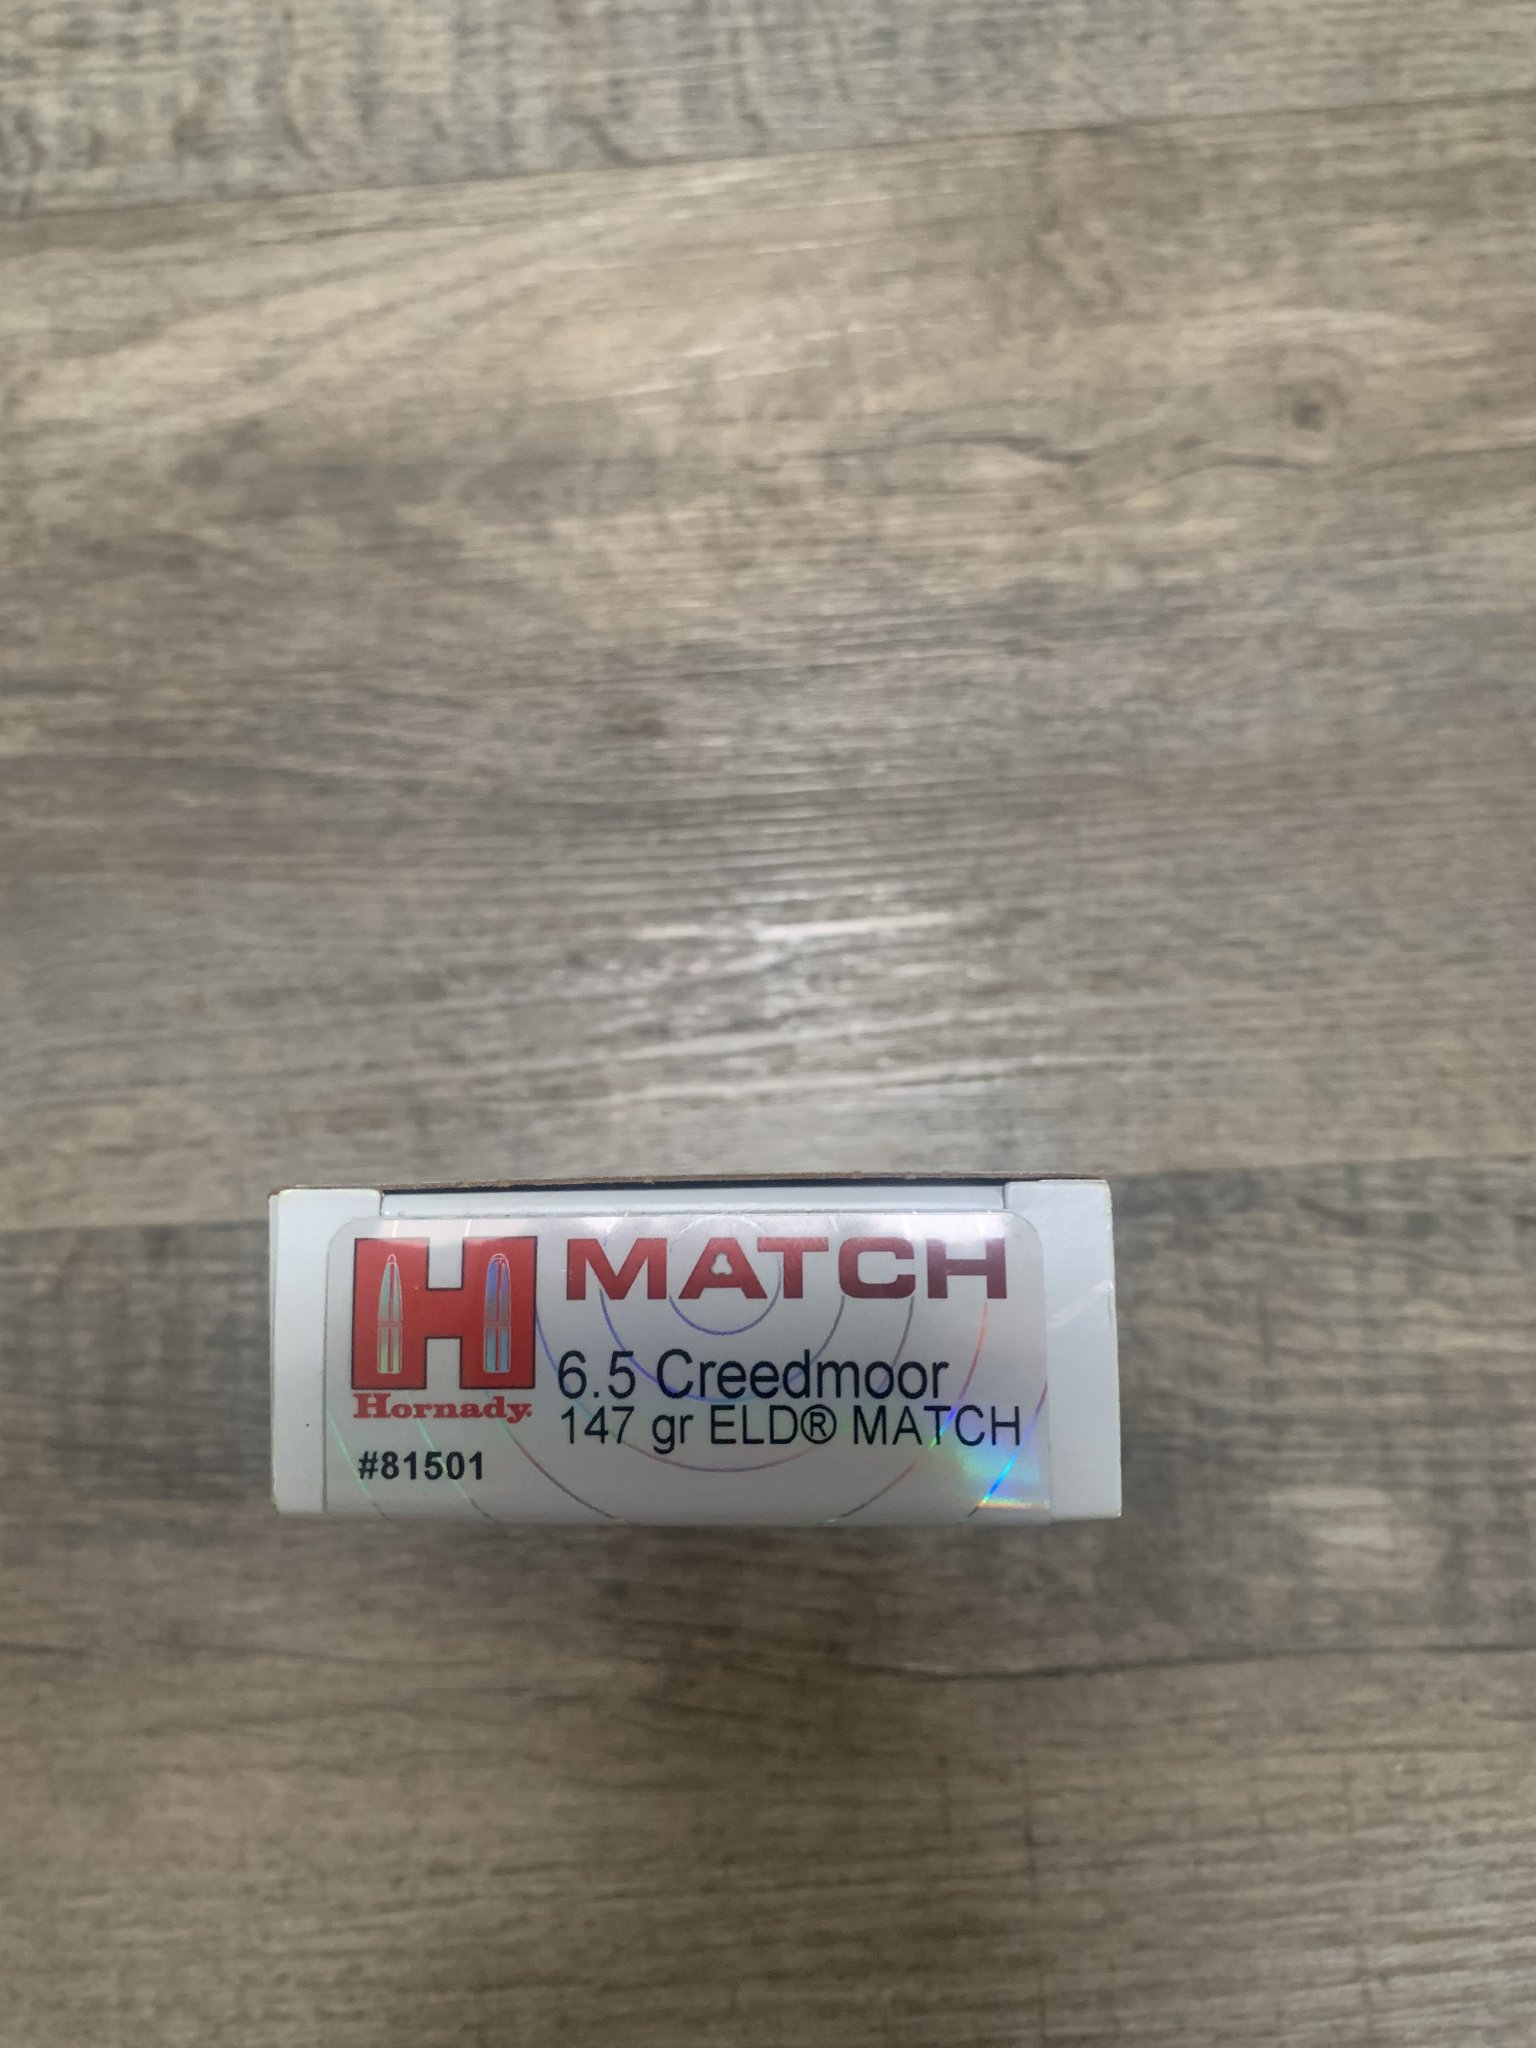 MATCH
6.5 Creedmoor
147 gr ELD® MATCH
H
Hornady.
#81501